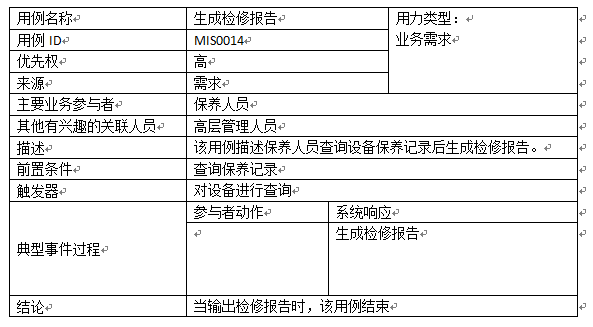 用例名称 生成检修报告 用力类型：
用例 ID MIS0014 业务需求
优先权 高
来源 需求
主要业务参与者 保养人员
其他有兴趣的关联人员 高层管理人员
描述 该用例描述保养人员查询设备保养记录后生成检修报告。
前置条件 查询保养记录
触发器 对设备进行查询
典型事件过程 参与者动作 系统响应
生成检修报告
结论 当输出检修报告时，该用例结束